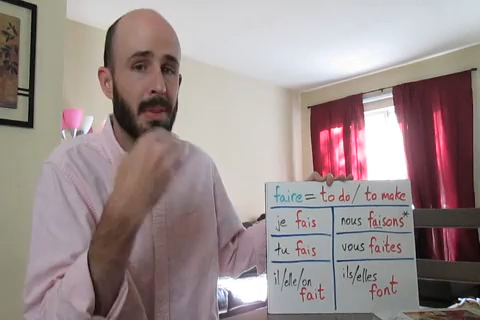 faire = to do / to make
je fais
nous faisons*
tu fais
vous faites
il/elle/on
fait
ils/elles
font